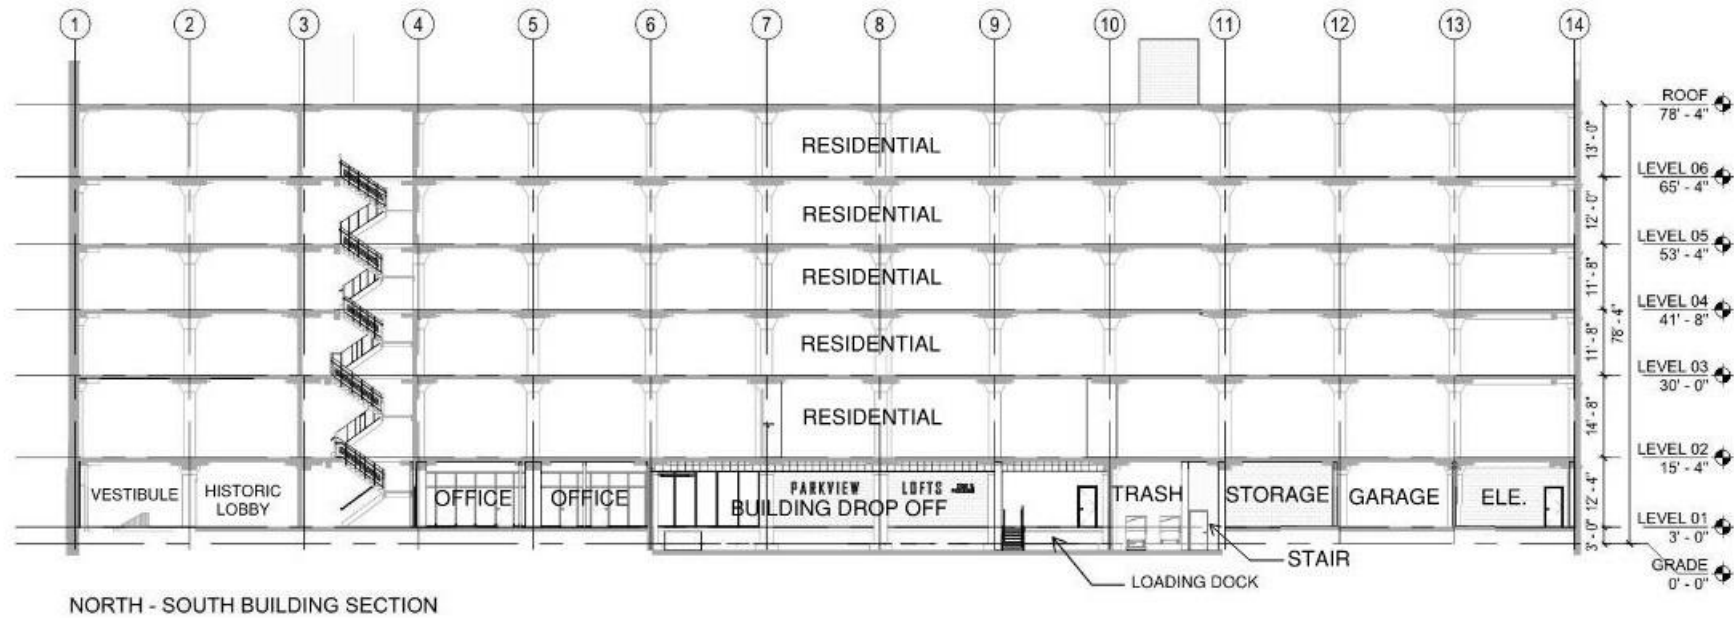 1 2 3 4 5 6 7 8 9 10 11 12 13 14
ROOF
78' - 4"
13' - 0"
RESIDENTIAL
LEVEL 06
65' - 4"
12' - 0"
RESIDENTIAL
LEVEL 05
53' - 4"
11' - 8"
RESIDENTIAL
LEVEL 04
41' - 8"
78' - 4"
11' - 8"
RESIDENTIAL
LEVEL 03
30' - 0"
14' - 8"
RESIDENTIAL
LEVEL 02
15' - 4"
12' - 4"
VESTIBULE
HISTORIC
LOBBY
OFFICE
OFFICE
PARKVIEW LOFTS
BUILDING DROP OFF
TRASH
STORAGE
GARAGE
ELE.
LEVEL 01
3' - 0"
3' - 0"
STAIR
GRADE
0' - 0"
LOADING DOCK
NORTH - SOUTH BUILDING SECTION